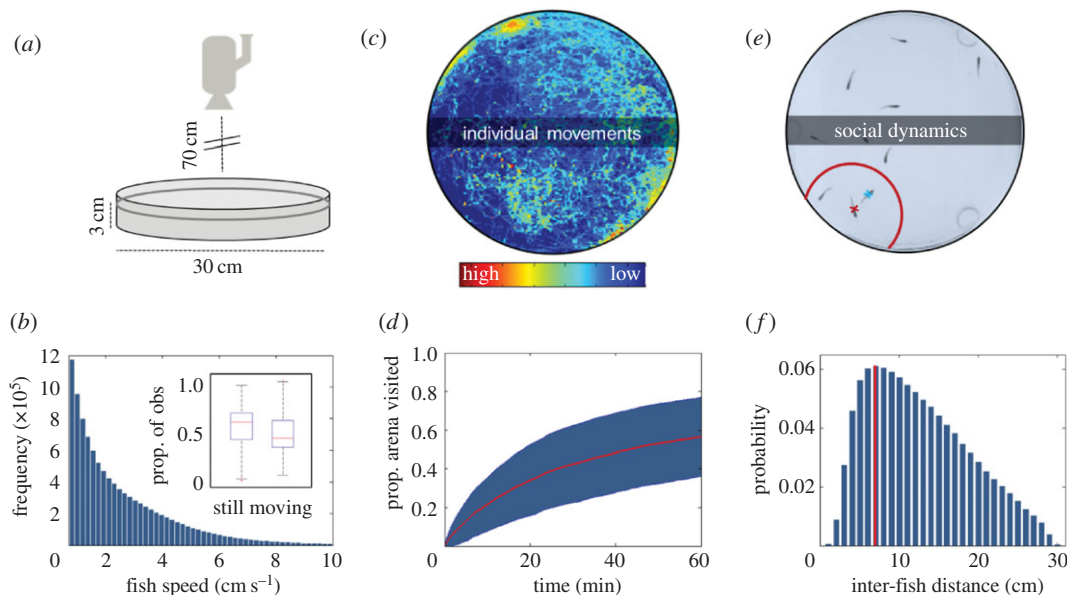 (a)
70 cm
3 cm
30 cm
(c)
individual movements
high low
(e)
social dynamics
(b)
frequency (×10⁵)
12
10
8
6
4
2
0
2 4 6 8 10
fish speed (cm s⁻¹)
prop. of obs
1.0
0.5
0
still moving
(d)
prop. arena visited
1.0
0.8
0.6
0.4
0.2
0 20 40 60
time (min)
(f)
probability
0.06
0.04
0.02
0 10 20 30
inter-fish distance (cm)